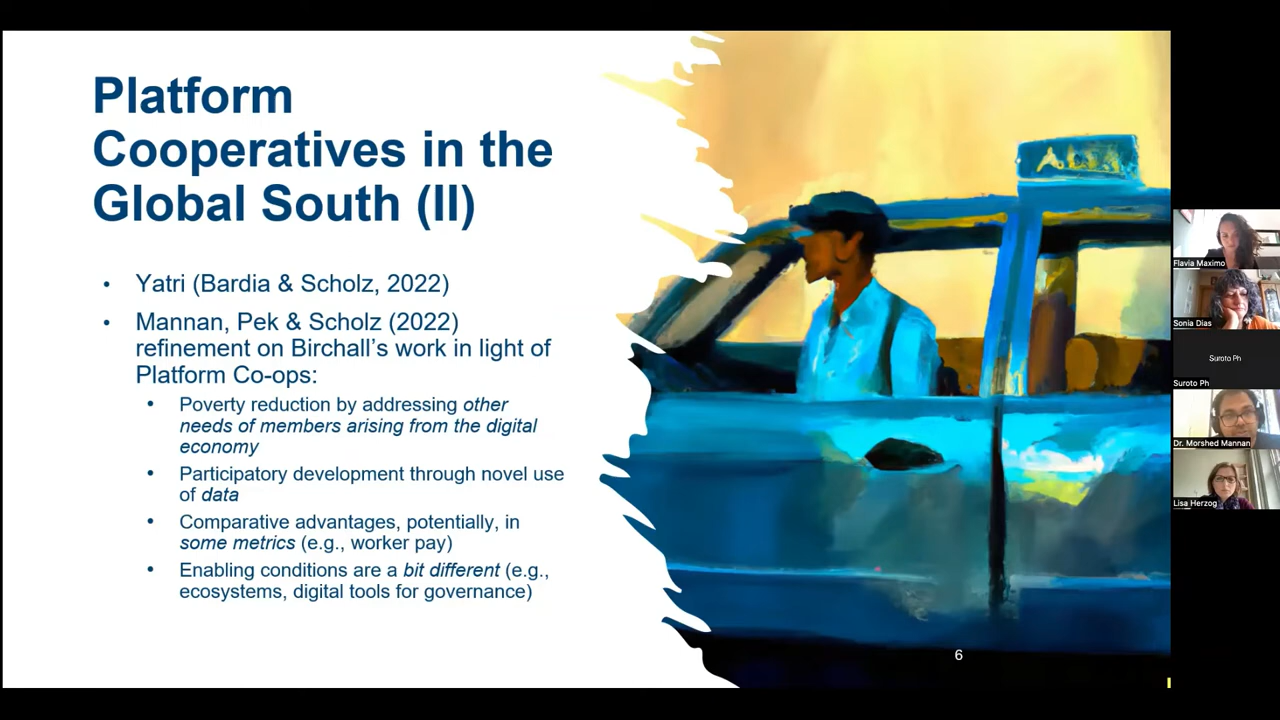 Platform
Cooperatives in the
Global South (II)
• Yatri (Bardia & Scholz, 2022)
• Mannan, Pek & Scholz (2022)
refinement on Birchall’s work in light of
Platform Co-ops:
• Poverty reduction by addressing other
needs of members arising from the digital
economy
• Participatory development through novel use
of data
• Comparative advantages, potentially, in
some metrics (e.g., worker pay)
• Enabling conditions are a bit different (e.g.,
ecosystems, digital tools for governance)
6
Flavia Maximo
Sonia Dias
Suroto Ph
Suroto Ph
Dr. Morshed Mannan
Lisa Herzog